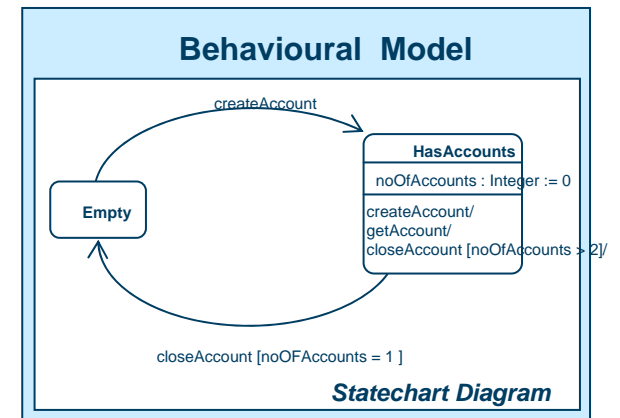 Behavioural Model
createAccount
HasAccounts
noOfAccounts : Integer := 0
Empty
createAccount/
getAccount/
closeAccount [noOfAccounts > 2]/
closeAccount [noOFAccounts = 1 ]
Statechart Diagram